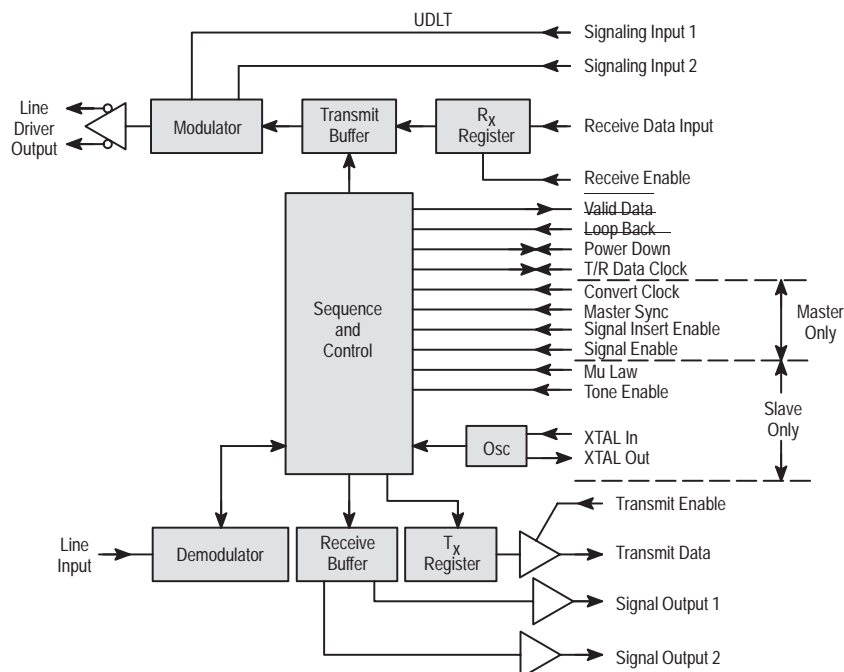 UDLT
Signaling Input 1
Signaling Input 2
Line
Driver
Output
Modulator
Transmit
Buffer
RX
Register
Receive Data Input
Receive Enable
Valid Data
Loop Back
Power Down
T/R Data Clock
Convert Clock
Master Sync
Signal Insert Enable
Signal Enable
Master
Only
Sequence
and
Control
Mu Law
Tone Enable
Slave
Only
Osc
XTAL In
XTAL Out
Transmit Enable
Line
Input
Demodulator
Receive
Buffer
TX
Register
Transmit Data
Signal Output 1
Signal Output 2